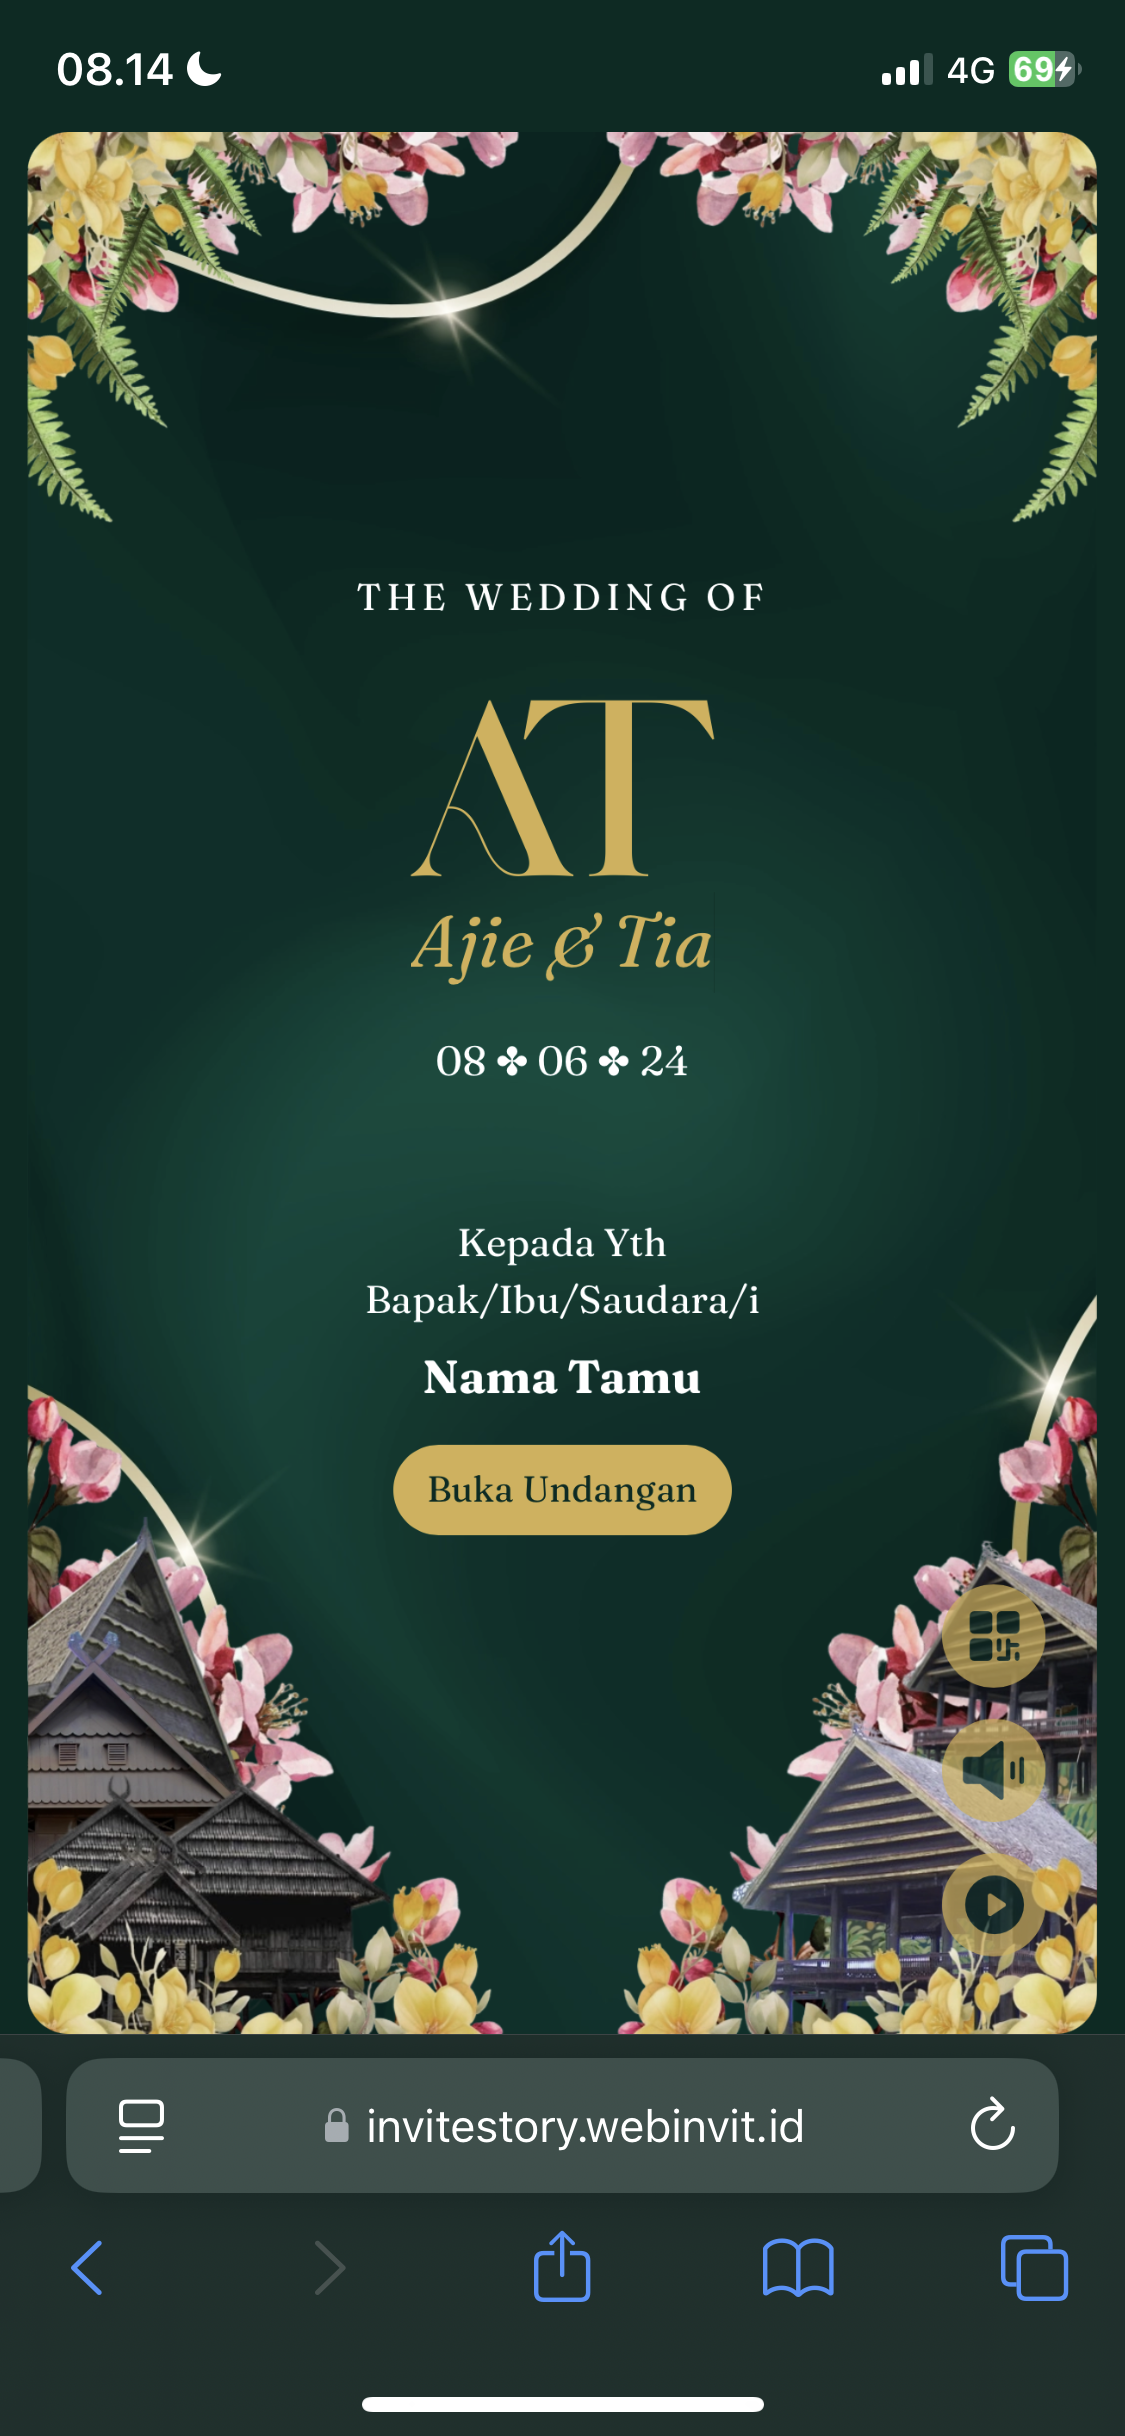 08.14
4G
69
THE WEDDING OF
AT
Ajie & Tia
08 ✤ 06 ✤ 24
Kepada Yth
Bapak/Ibu/Saudara/i
Nama Tamu
Buka Undangan
invitestory.webinvit.id